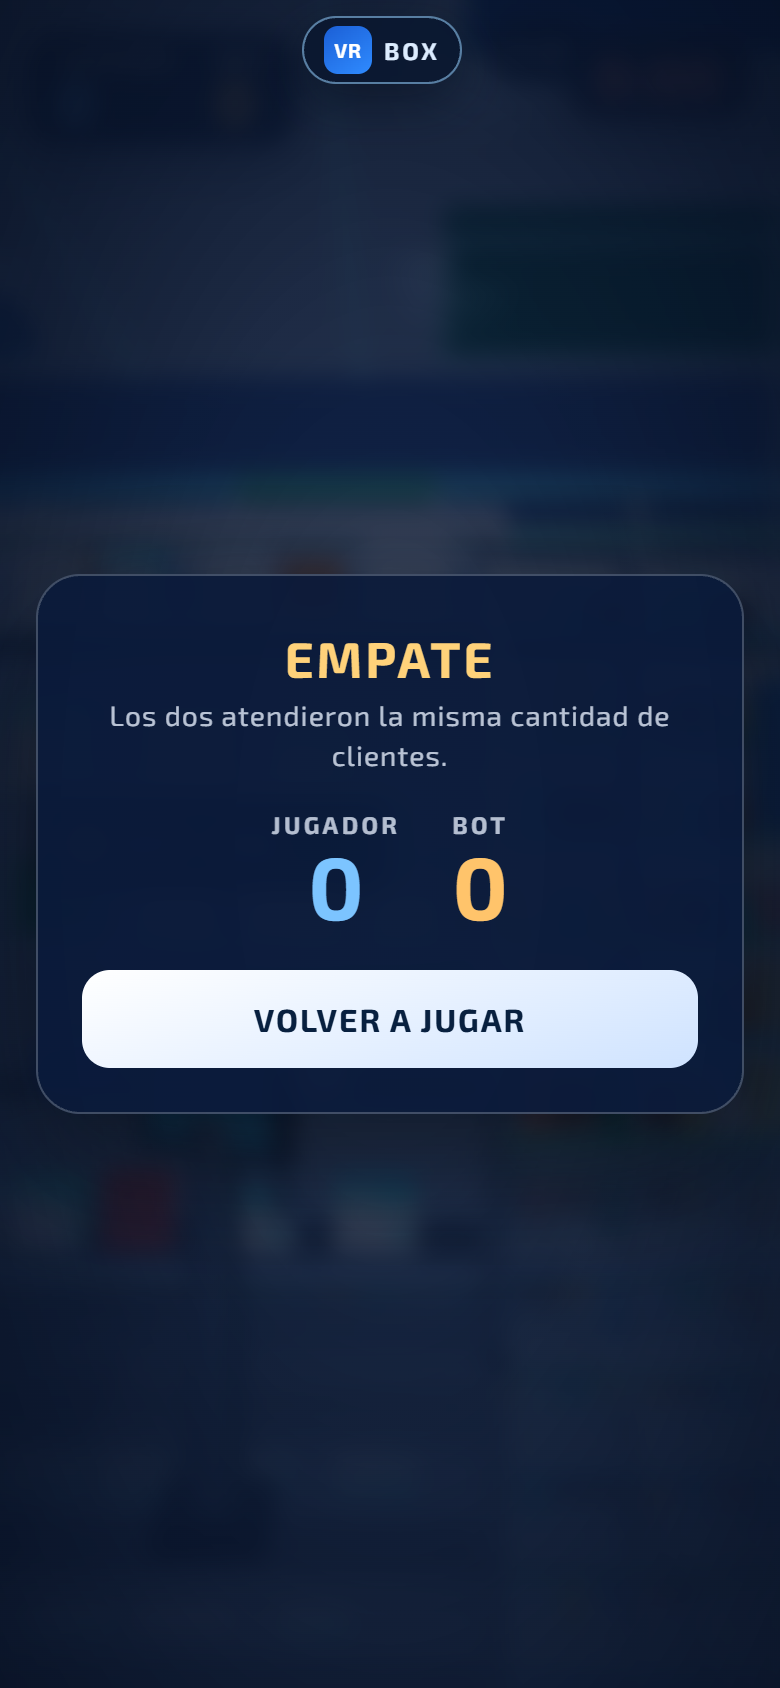 VR BOX
EMPATE
Los dos atendieron la misma cantidad de
clientes.
JUGADOR BOT
0 0
VOLVER A JUGAR